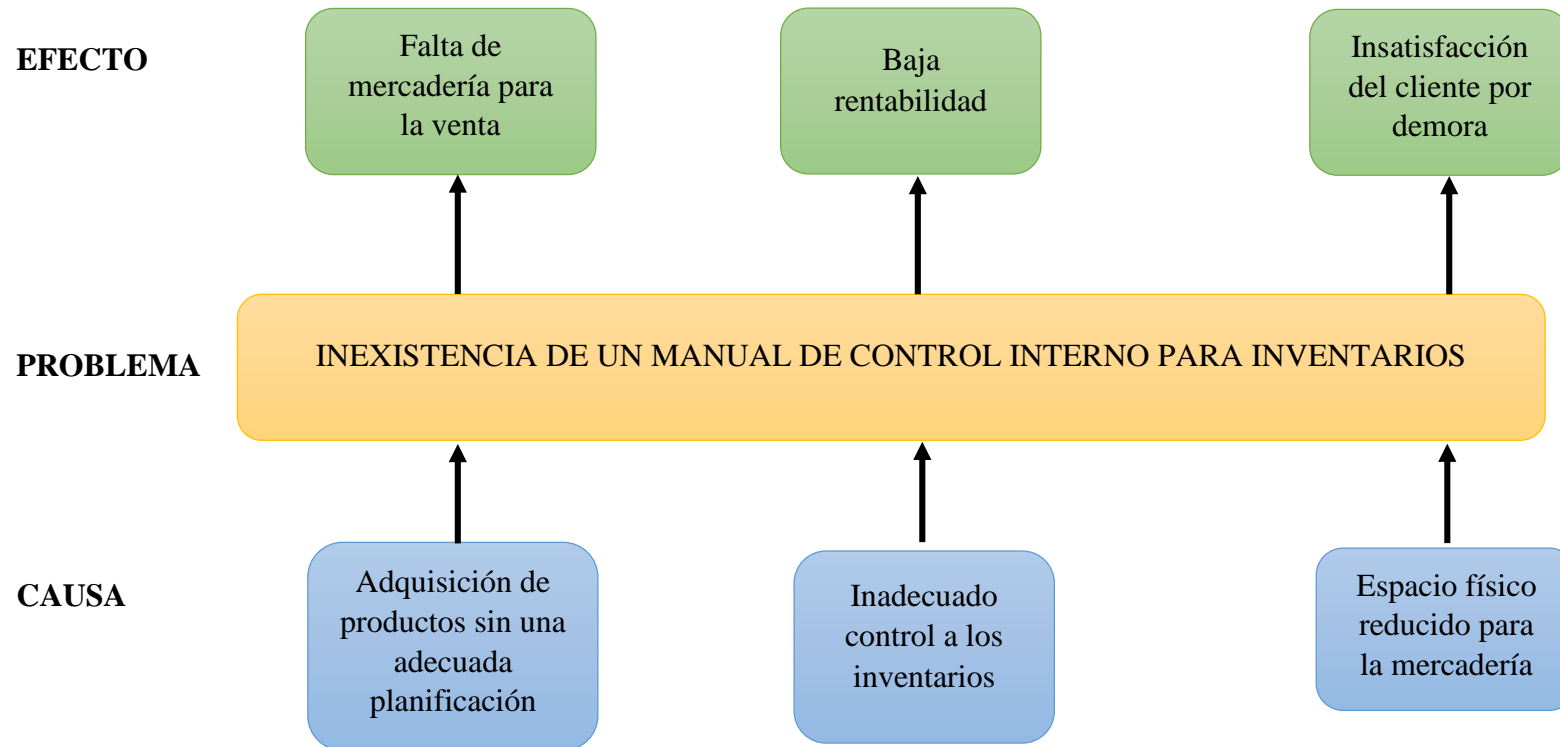 EFECTO
Falta de
mercadería para
la venta
Baja
rentabilidad
Insatisfacción
del cliente por
demora
PROBLEMA
INEXISTENCIA DE UN MANUAL DE CONTROL INTERNO PARA INVENTARIOS
CAUSA
Adquisición de
productos sin una
adecuada
planificación
Inadecuado
control a los
inventarios
Espacio físico
reducido para
la mercadería